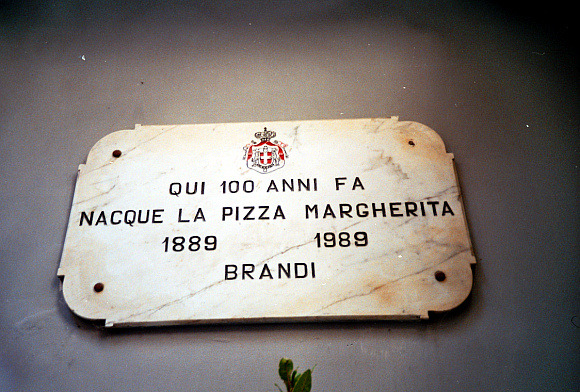 QUI 100 ANNI FA
NACQUE LA PIZZA MARGHERITA
1889 1989
BRANDI